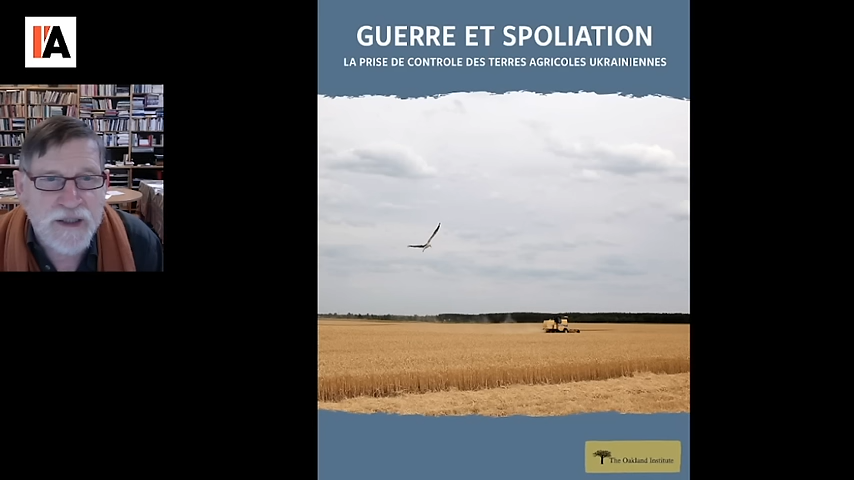 I'A
GUERRE ET SPOLIATION
LA PRISE DE CONTROLE DES TERRES AGRICOLES UKRAINIENNES
The Oakland Institute